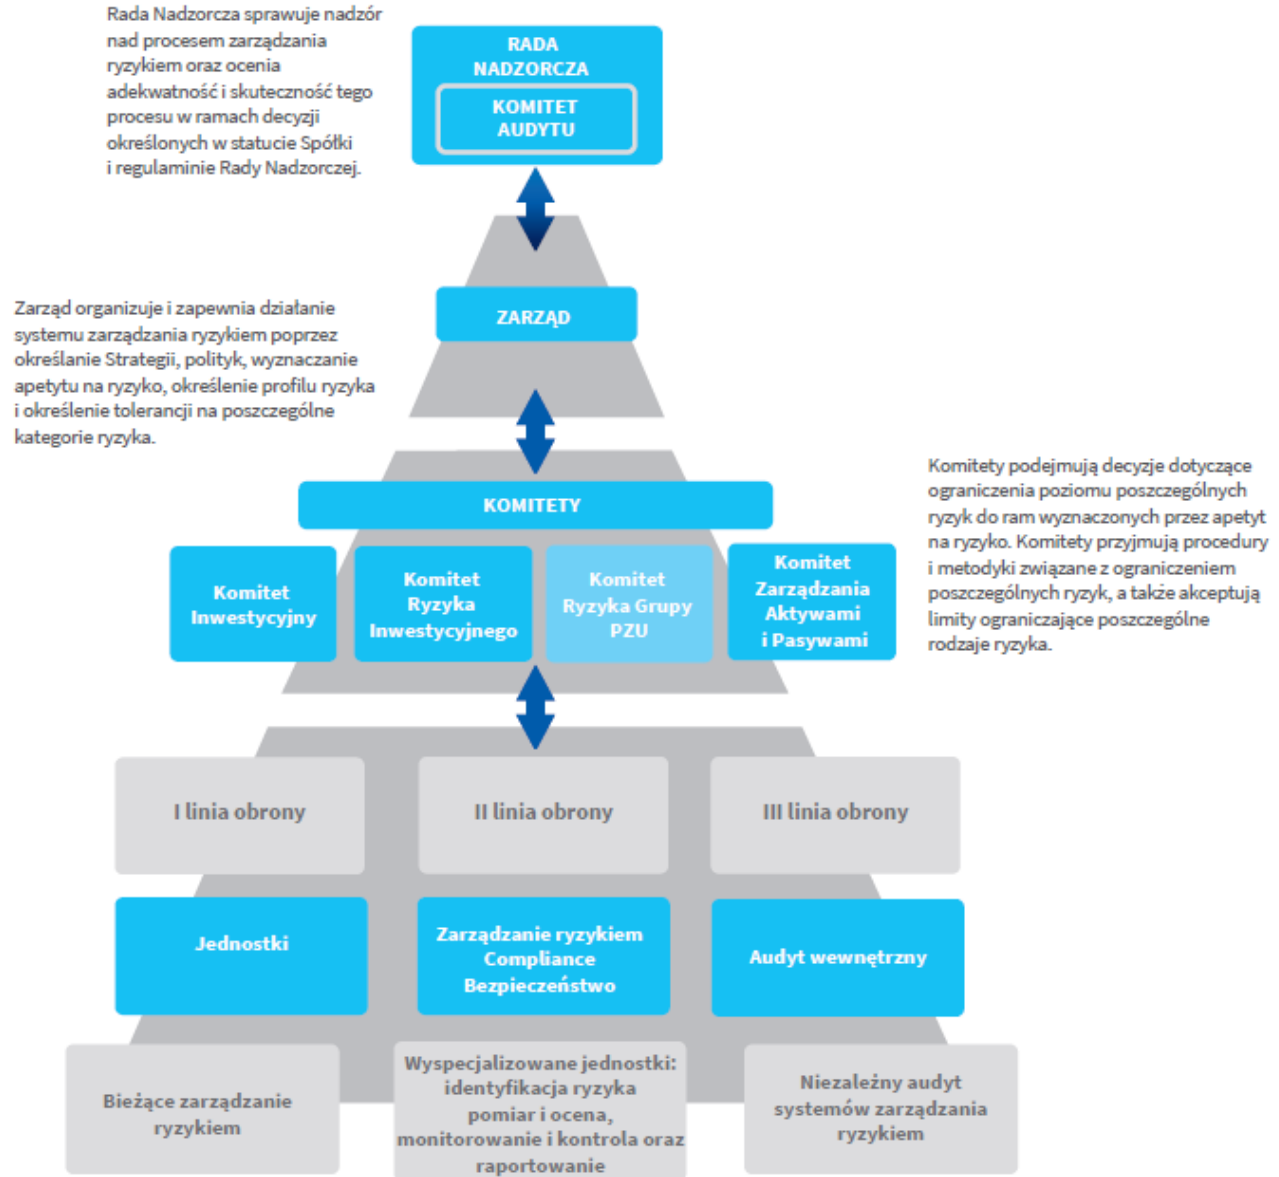 Rada Nadzorcza sprawuje nadzór
nad procesem zarządzania
ryzykiem oraz ocenia
adekwatność i skuteczność tego
procesu w ramach decyzji
określonych w statucie Spółki
i regulaminie Rady Nadzorczej.
RADA
NADZORCZA
KOMITET
AUDYTU
Zarząd organizuje i zapewnia działanie
systemu zarządzania ryzykiem poprzez
określanie Strategii, polityk, wyznaczanie
apetytu na ryzyko, określenie profilu ryzyka
i określenie tolerancji na poszczególne
kategorie ryzyka.
ZARZĄD
KOMITETY
Komitet
Inwestycyjny
Komitet
Ryzyka
Inwestycyjnego
Komitet
Ryzyka Grupy
PZU
Komitet
Zarządzania
Aktywami
i Pasywami
Komitety podejmują decyzje dotyczące
ograniczenia poziomu poszczególnych
ryzyk do ram wyznaczonych przez apetyt
na ryzyko. Komitety przyjmują procedury
i metodyki związane z ograniczeniem
poszczególnych ryzyk, a także akceptują
limity ograniczające poszczególne
rodzaje ryzyka.
I linia obrony
II linia obrony
III linia obrony
Jednostki
Zarządzanie ryzykiem
Compliance
Bezpieczeństwo
Audyt wewnętrzny
Bieżące zarządzanie
ryzykiem
Wyspecjalizowane jednostki:
identyfikacja ryzyka
pomiar i ocena,
monitorowanie i kontrola oraz
raportowanie
Niezależny audyt
systemów zarządzania
ryzykiem